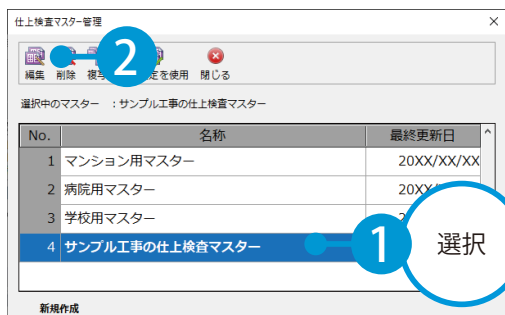 仕上検査マスター管理
編集 削除 複写 定を使用 閉じる
2
選択中のマスター ：サンプル工事の仕上検査マスター
No. 名称 最終更新日
1 マンション用マスター 20XX/XX/XX
2 病院用マスター 20XX
3 学校用マスター 2
4 サンプル工事の仕上検査マスター
1 選択
新規作成